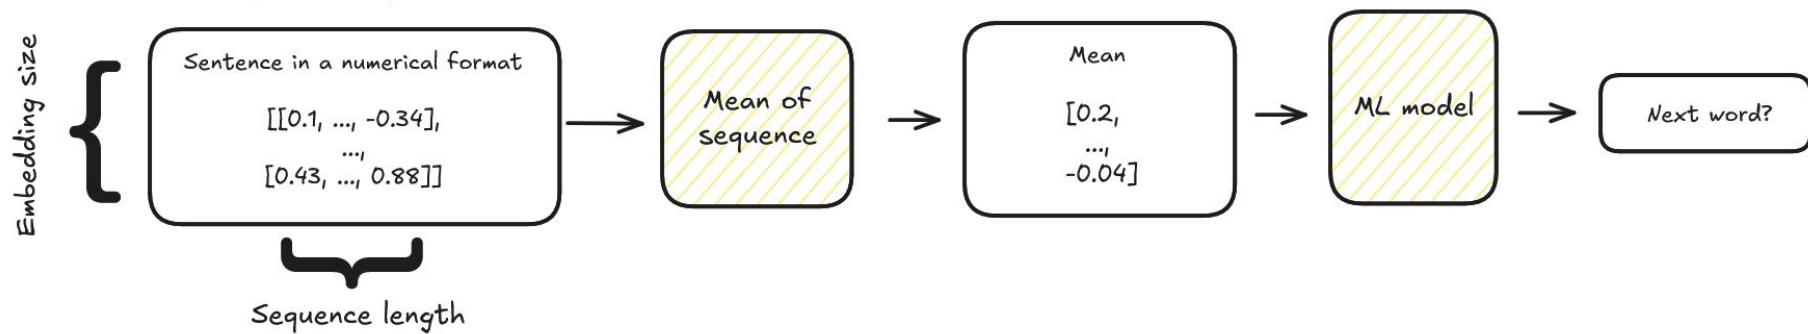 Embedding size
Sentence in a numerical format
[[0.1, ..., -0.34],
...,
[0.43, ..., 0.88]]
Sequence length
Mean of
sequence
Mean
[0.2,
...,
-0.04]
ML model
Next word?